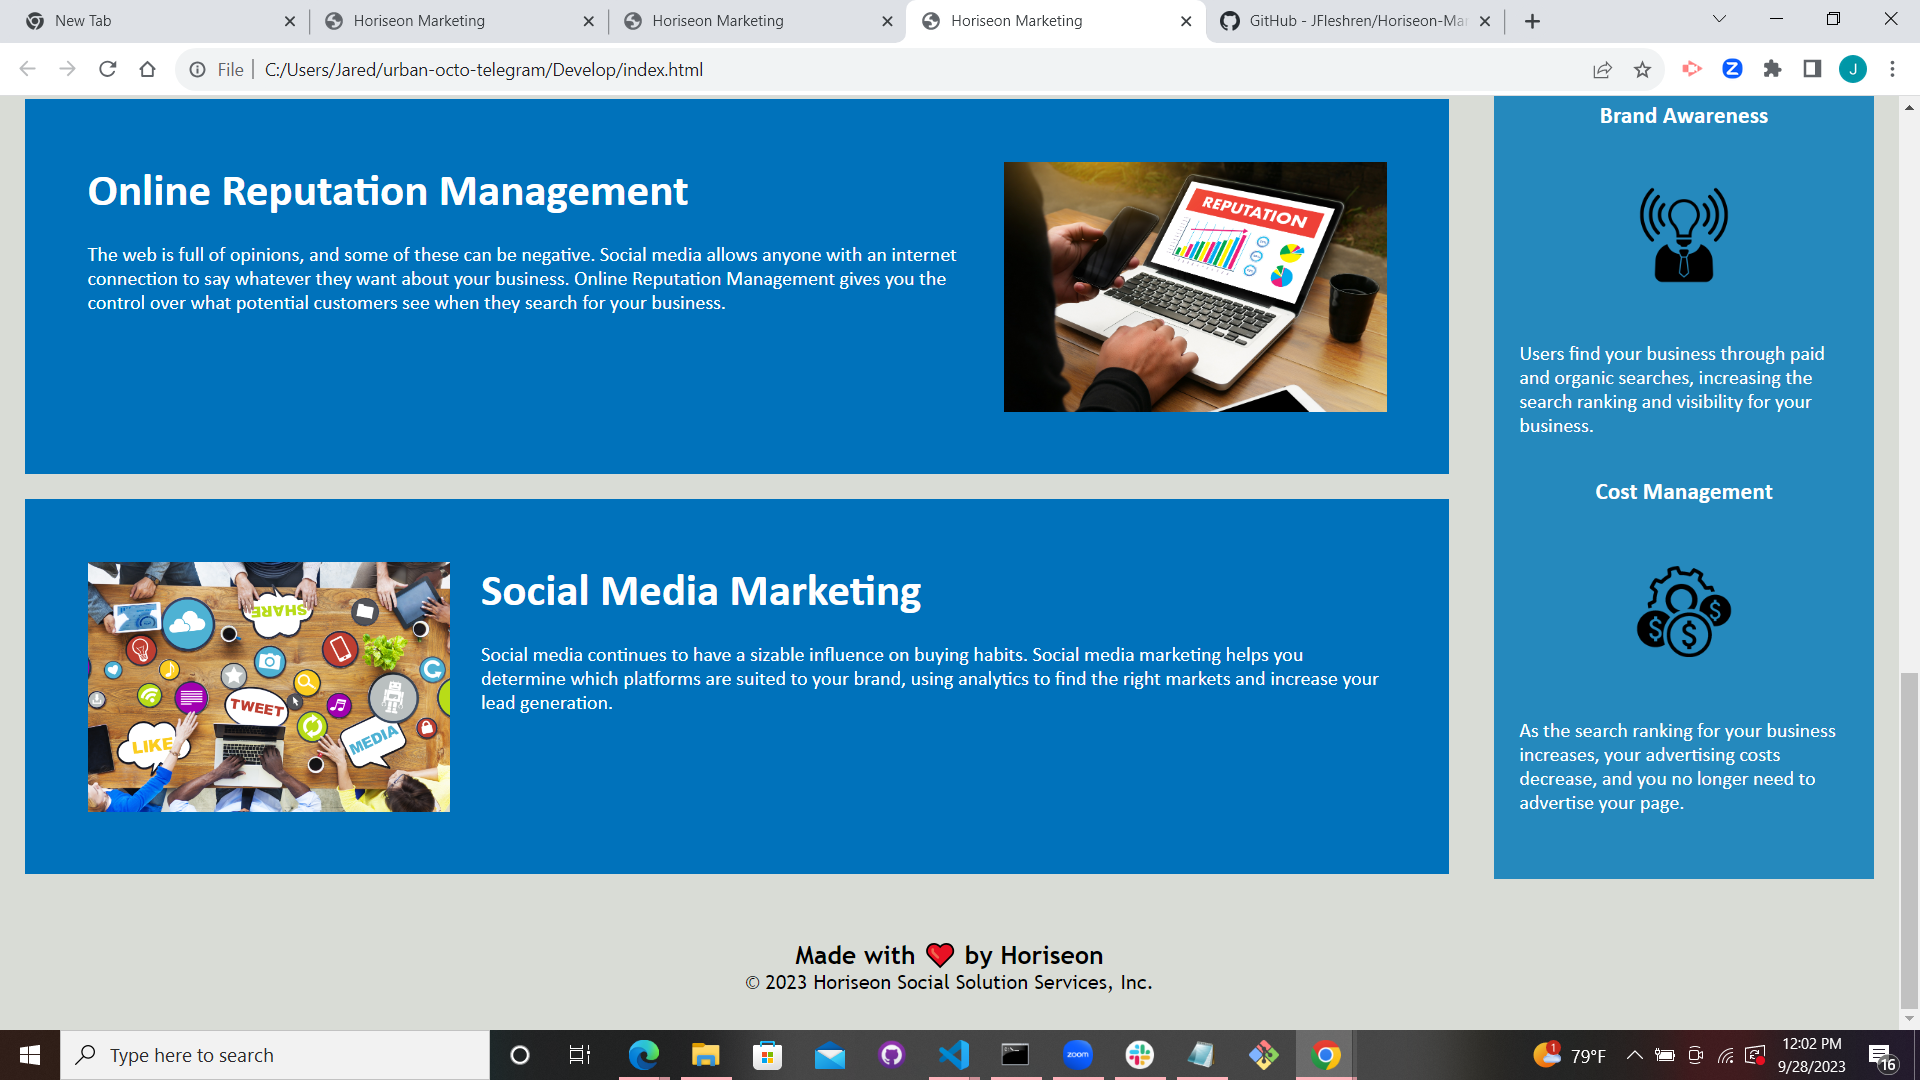 New Tab
Horiseon Marketing
Horiseon Marketing
Horiseon Marketing
GitHub - JFleshren/Horiseon-Mar
File
C:/Users/Jared/urban-octo-telegram/Develop/index.html
Z
J
Online Reputation Management
The web is full of opinions, and some of these can be negative. Social media allows anyone with an internet
connection to say whatever they want about your business. Online Reputation Management gives you the
control over what potential customers see when they search for your business.
REPUTATION
Social Media Marketing
Social media continues to have a sizable influence on buying habits. Social media marketing helps you
determine which platforms are suited to your brand, using analytics to find the right markets and increase your
lead generation.
SHARE
TWEET
LIKE
MEDIA
Brand Awareness
Users find your business through paid
and organic searches, increasing the
search ranking and visibility for your
business.
Cost Management
$
$
$
As the search ranking for your business
increases, your advertising costs
decrease, and you no longer need to
advertise your page.
Made with ❤ by Horiseon
© 2023 Horiseon Social Solution Services, Inc.
Type here to search
zoom
1
79°F
12:02 PM
9/28/2023
16